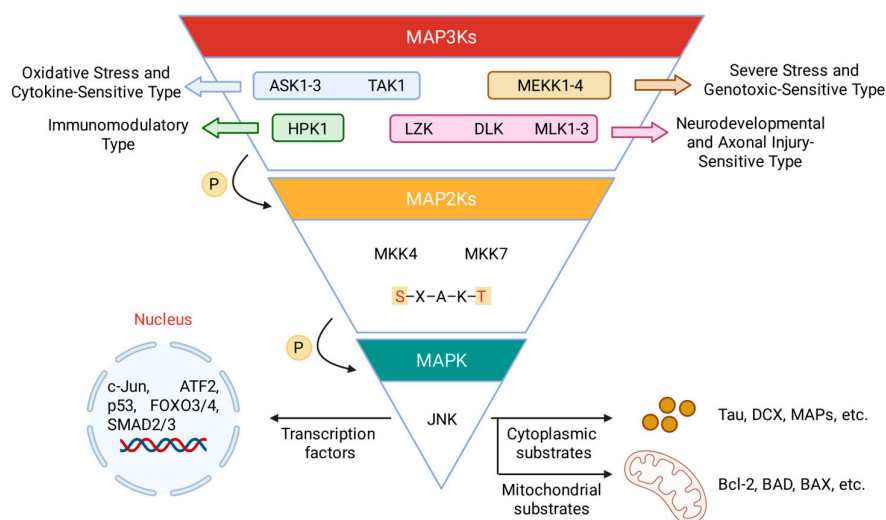 MAP3Ks
Oxidative Stress and
Cytokine-Sensitive Type
ASK1-3 TAK1
MEKK1-4
Severe Stress and
Genotoxic-Sensitive Type
Immunomodulatory
Type
HPK1
LZK DLK MLK1-3
Neurodevelopmental
and Axonal Injury-
Sensitive Type
P
MAP2Ks
MKK4 MKK7
S–X–A–K–T
P
MAPK
JNK
Nucleus
c-Jun, ATF2,
p53, FOXO3/4,
SMAD2/3
Transcription
factors
Cytoplasmic
substrates
Tau, DCX, MAPs, etc.
Mitochondrial
substrates
Bcl-2, BAD, BAX, etc.